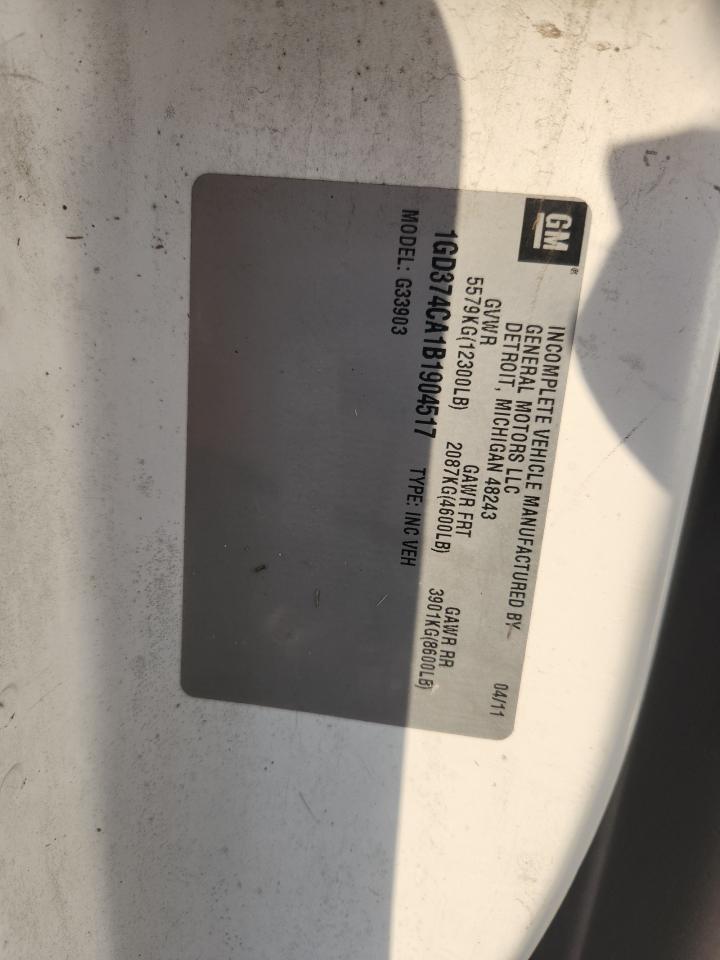 GM
®
INCOMPLETE VEHICLE MANUFACTURED BY
GENERAL MOTORS LLC
DETROIT, MICHIGAN 48243
04/11
GVWR GAWR FRT GAWR RR
5579KG(12300LB) 2087KG(4600LB) 3901KG(8600LB)
1GD374CA1B1904517 TYPE: INC VEH
MODEL: G33903